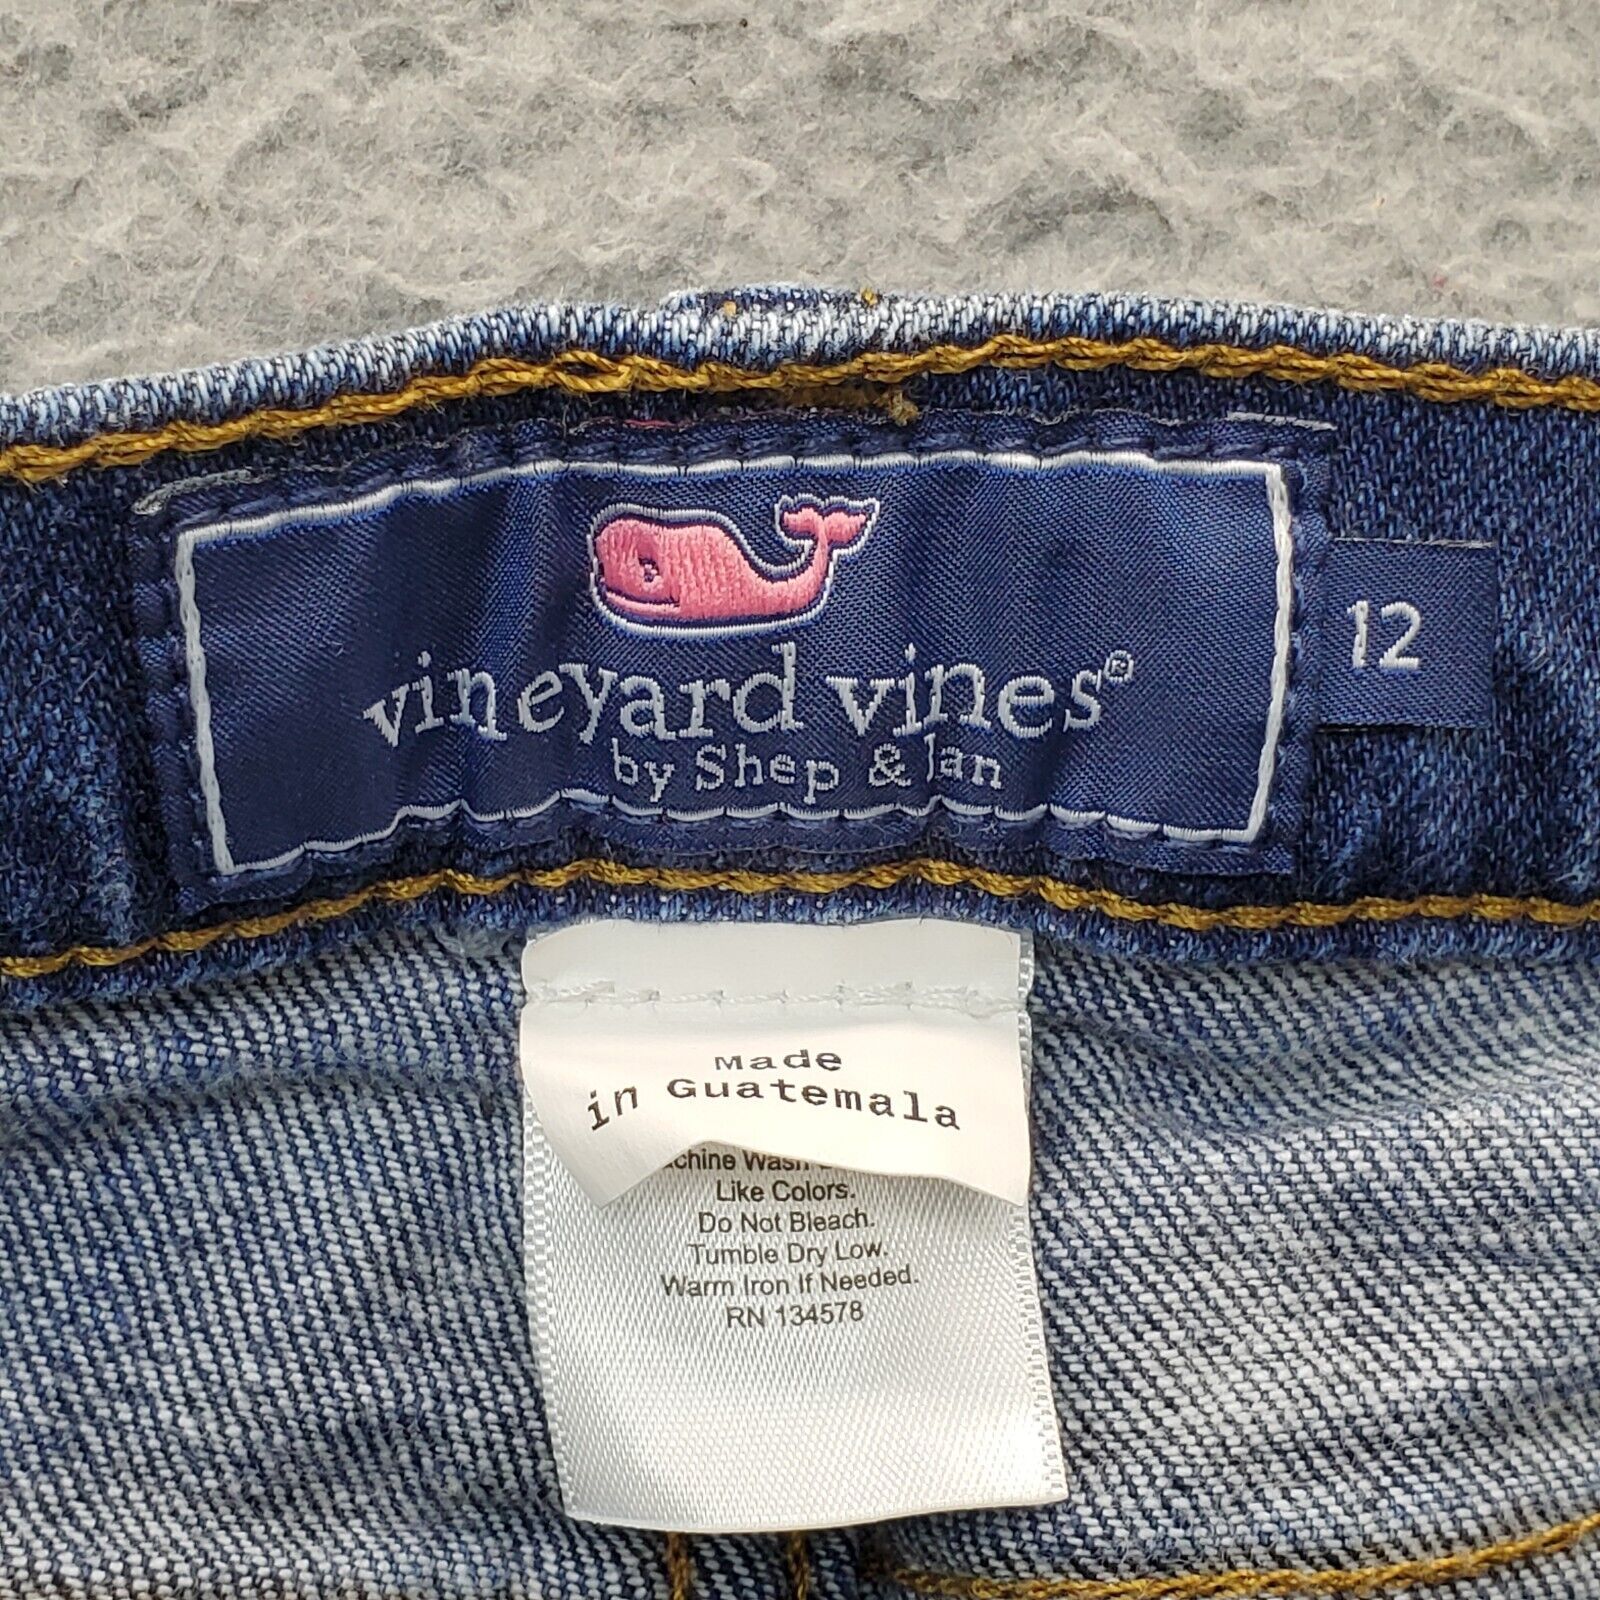 vineyard vines®
by Shep & Ian
12
Made
in Guatemala
Wash
Like Colors.
Do Not Bleach.
Tumble Dry Low.
Warm Iron If Needed.
RN 134578